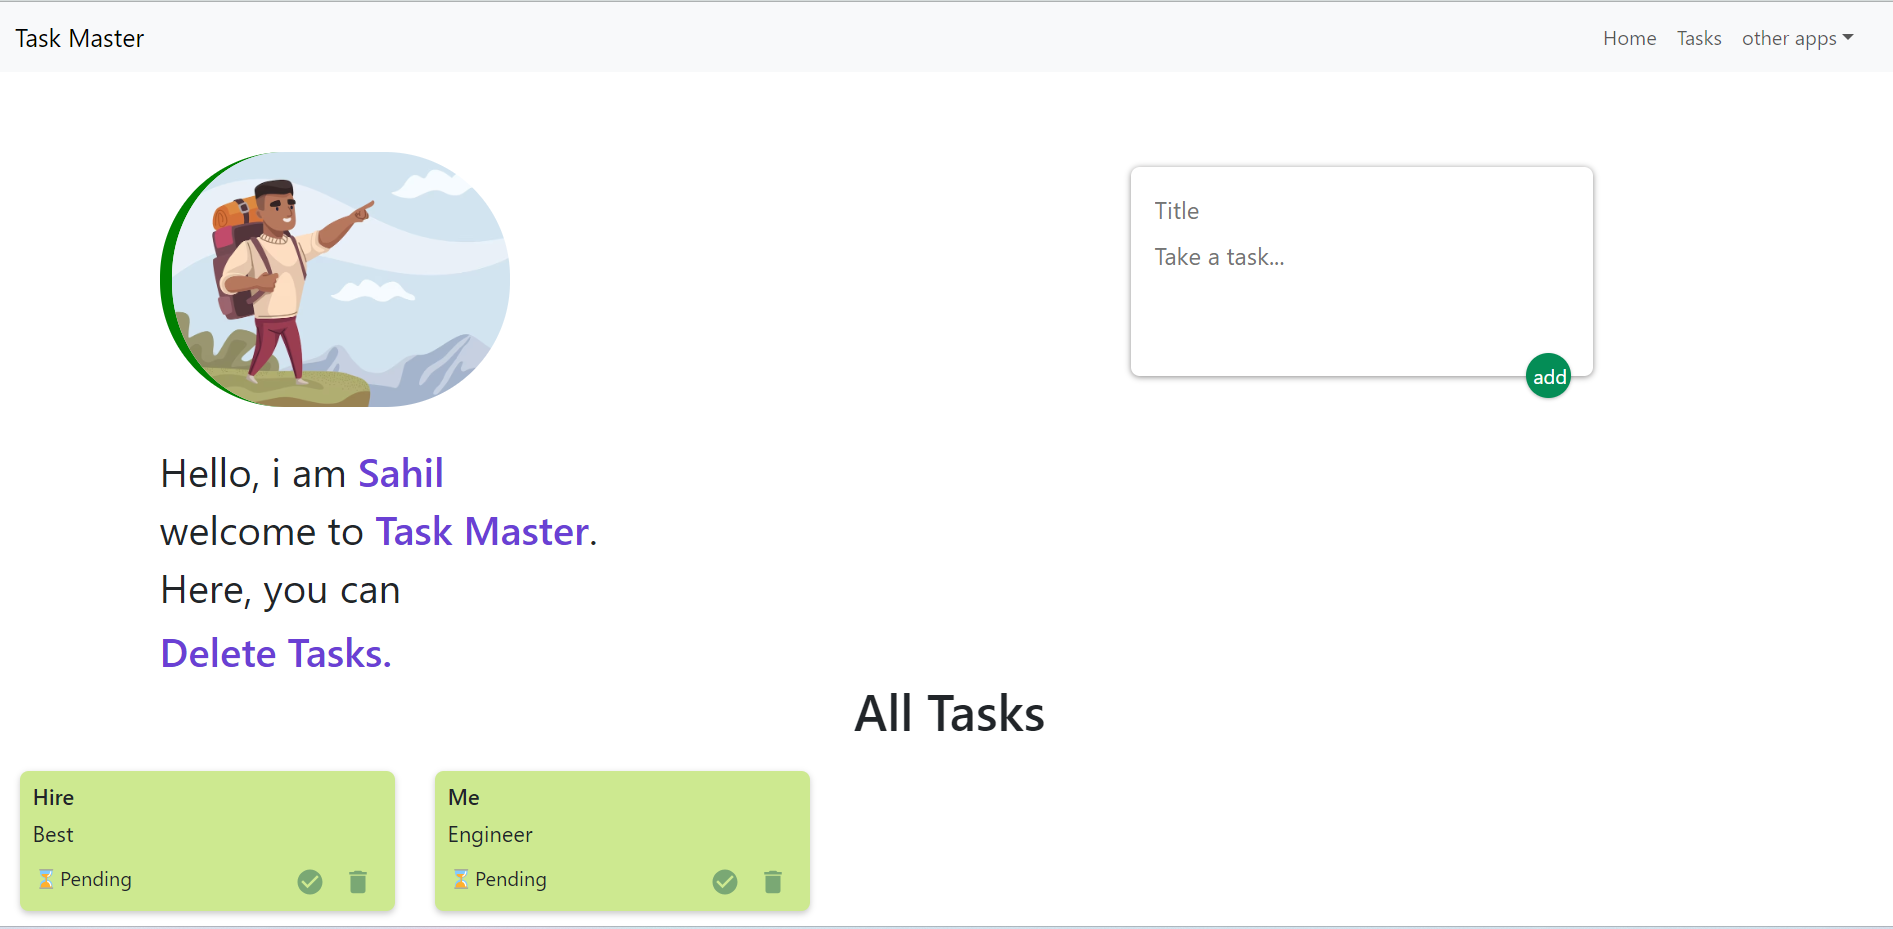 Task Master
Home Tasks other apps
Title
Take a task...
add
Hello, i am Sahil
welcome to Task Master.
Here, you can
Delete Tasks.
All Tasks
Hire
Best
⌛Pending
Me
Engineer
⌛Pending